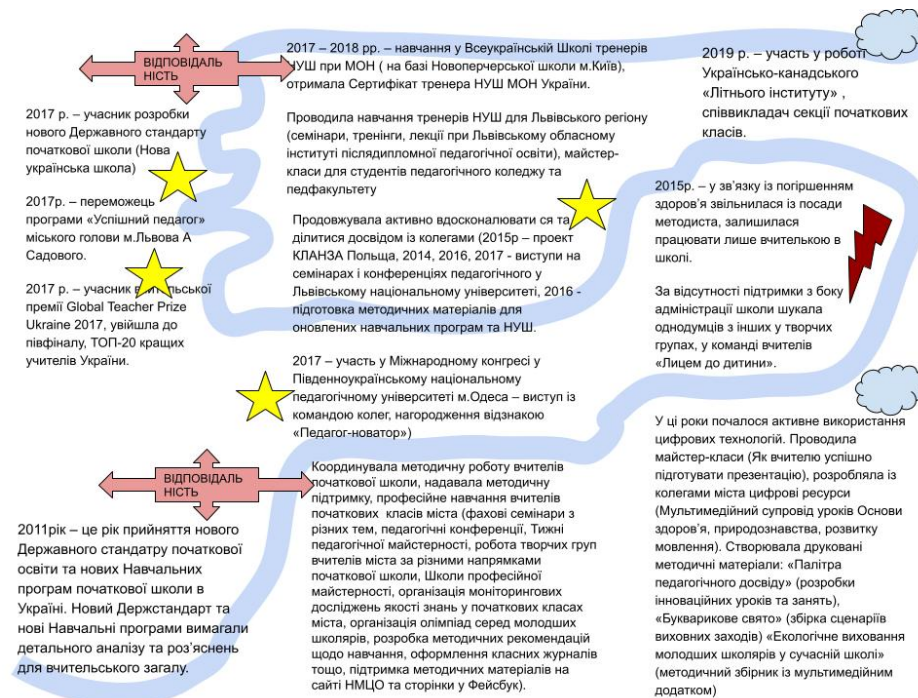 ВІДПОВІДАЛЬ
НІСТЬ
2017 р. – учасник розробки
нового Державного стандарту
початкової школи (Нова
українська школа)
2017р. – переможець
програми «Успішний педагог»
міського голови м.Львова А
Садового.
2017 р. – учасник вчительської
премії Global Teacher Prize
Ukraine 2017, увійшла до
півфіналу, ТОП-20 кращих
учителів України.
2017 – 2018 рр. – навчання у Всеукраїнській Школі тренерів
НУШ при МОН ( на базі Новоперчерської школи м.Київ),
отримала Сертифікат тренера НУШ МОН України.
Проводила навчання тренерів НУШ для Львівського регіону
(семінари, тренінги, лекції при Львівському обласному
інституті післядипломної педагогічної освіти), майстер-
класи для студентів педагогічного коледжу та
педфакультету
Продовжувала активно вдосконалювати ся та
ділитися досвідом із колегами (2015р – проект
КЛАНЗА Польща, 2014, 2016, 2017 - виступи на
семінарах і конференціях педагогічного у
Львівському національному університеті, 2016 -
підготовка методичних матеріалів для
оновлених навчальних програм та НУШ.
2017 – участь у Міжнародному конгресі у
Південноукраїнському національному
педагогічному університеті м.Одеса – виступ із
командою колег, нагородження відзнакою
«Педагог-новатор»)
2019 р. – участь у роботі
Українсько-канадського
«Літнього інституту» ,
співвикладач секції початкових
класів.
2015р. – у зв'язку із погіршенням
здоров'я звільнилася із посади
методиста, залишилася
працювати лише вчителькою в
школі.
За відсутності підтримки з боку
адміністрації школи шукала
однодумців з інших у творчих
групах, у команді вчителів
«Лицем до дитини».
ВІДПОВІДАЛЬ
НІСТЬ
2011рік – це рік прийняття нового
Державного стандатру початкової
освіти та нових Навчальних
програм початкової школи в
Україні. Новий Держстандарт та
нові Навчальні програми вимагали
детального аналізу та роз'яснень
для вчительського загалу.
Координувала методичну роботу вчителів
початкової школи, надавала методичну
підтримку, професійне навчання вчителів
початкових класів міста (фахові семінари з
різних тем, педагогічні конференції, Тижні
педагогічної майстерності, робота творчих груп
вчителів міста за різними напрямками
початкової школи, Школи професійної
майстерності, організація моніторингових
досліджень якості знань у початкових класах
міста, організація олімпіад серед молодших
школярів, розробка методичних рекомендацій
щодо навчання, оформлення класних журналів
тощо, підтримка методичних матеріалів на
сайті НМЦО та сторінки у Фейсбук).
У ці роки почалося активне використання
цифрових технологій. Проводила
майстер-класи (Як вчителю успішно
підготувати презентацію), розробляла із
колегами міста цифрові ресурси
(Мультимедійний супровід уроків Основи
здоров'я, природознавства, розвитку
мовлення). Створювала друковані
методичні матеріали: «Палітра
педагогічного досвіду» (розробки
інноваційних уроків та занять),
«Букварикове свято» (збірка сценаріїв
виховних заходів) «Екологічне виховання
молодших школярів у сучасній школі»
(методичний збірник із мультимедійним
додатком)